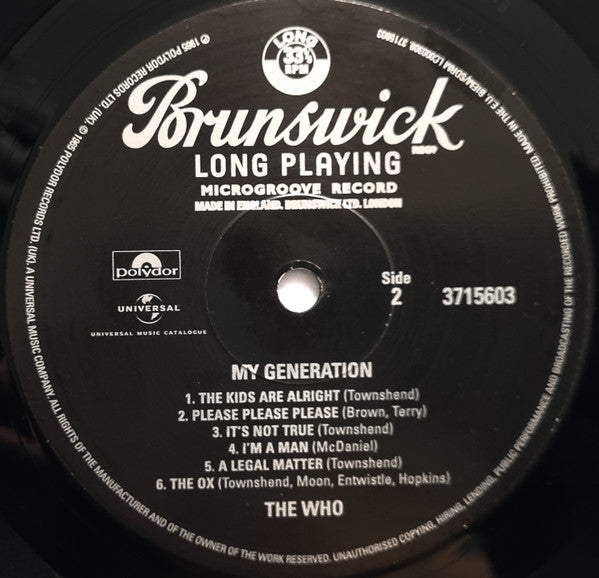 LONG
33⅓
RPM
Brunswick
LONG PLAYING
MICROGROOVE RECORD
MADE IN ENGLAND. BRUNSWICK LTD. LONDON
polydor
UNIVERSAL
UNIVERSAL MUSIC CATALOGUE
Side
2
3715603
MY GENERATION
1. THE KIDS ARE ALRIGHT (Townshend)
2. PLEASE PLEASE PLEASE (Brown, Terry)
3. IT'S NOT TRUE (Townshend)
4. I'M A MAN (McDaniel)
5. A LEGAL MATTER (Townshend)
6. THE OX (Townshend, Moon, Entwistle, Hopkins)
THE WHO
℗ 1965 POLYDOR RECORDS LTD. (UK). © 1965 POLYDOR RECORDS LTD. (UK). A UNIVERSAL MUSIC COMPANY. ALL RIGHTS OF THE MANUFACTURER AND OF THE OWNER OF THE WORK RESERVED. UNAUTHORISED COPYING, HIRING, LENDING, PUBLIC PERFORMANCE AND BROADCASTING OF THE RECORDED WORK PROHIBITED. MADE IN THE E.U. BIEM/SDRM LC00309. 3715603